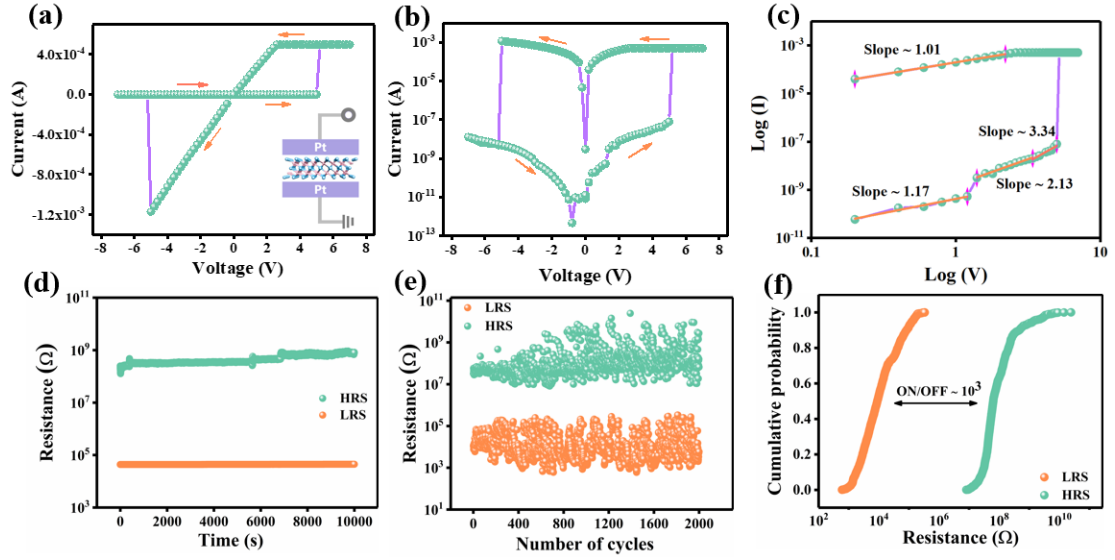 (a)
Current (A)
4.0x10⁻⁴
0.0
-4.0x10⁻⁴
-8.0x10⁻⁴
-1.2x10⁻³
Pt
Pt
-8 -6 -4 -2 0 2 4 6 8
Voltage (V)
(b)
Current (A)
10⁻³
10⁻⁵
10⁻⁷
10⁻⁹
10⁻¹¹
10⁻¹³
-8 -6 -4 -2 0 2 4 6 8
Voltage (V)
(c)
Log (I)
10⁻³
10⁻⁵
10⁻⁷
10⁻⁹
10⁻¹¹
Slope ~ 1.01
Slope ~ 3.34
Slope ~ 1.17
Slope ~ 2.13
0.1 1 10
Log (V)
(d)
Resistance (Ω)
10¹¹
10⁹
10⁷
10⁵
10³
HRS
LRS
0 2000 4000 6000 8000 10000
Time (s)
(e)
Resistance (Ω)
10¹¹
10⁹
10⁷
10⁵
10³
10¹
LRS
HRS
0 400 800 1200 1600 2000
Number of cycles
(f)
Cumulative probability
1.0
0.8
0.6
0.4
0.2
0.0
ON/OFF ~ 10³
LRS
HRS
10² 10⁴ 10⁶ 10⁸ 10¹⁰
Resistance (Ω)